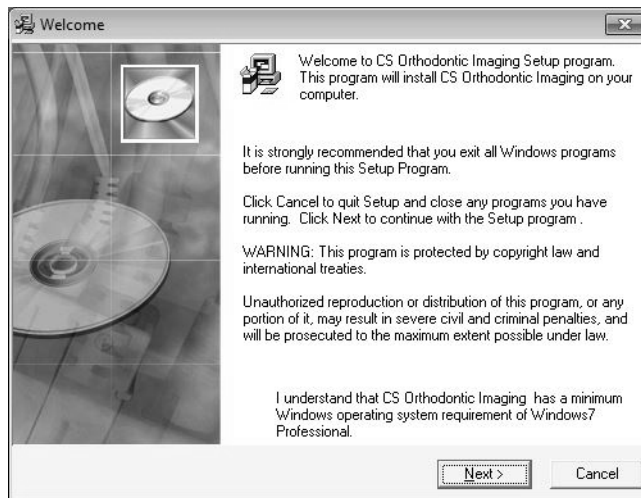 Welcome
Welcome to CS Orthodontic Imaging Setup program.
This program will install CS Orthodontic Imaging on your
computer.
It is strongly recommended that you exit all Windows programs
before running this Setup Program.
Click Cancel to quit Setup and close any programs you have
running. Click Next to continue with the Setup program .
WARNING: This program is protected by copyright law and
international treaties.
Unauthorized reproduction or distribution of this program, or any
portion of it, may result in severe civil and criminal penalties, and
will be prosecuted to the maximum extent possible under law.
I understand that CS Orthodontic Imaging has a minimum
Windows operating system requirement of Windows7
Professional.
Next >
Cancel